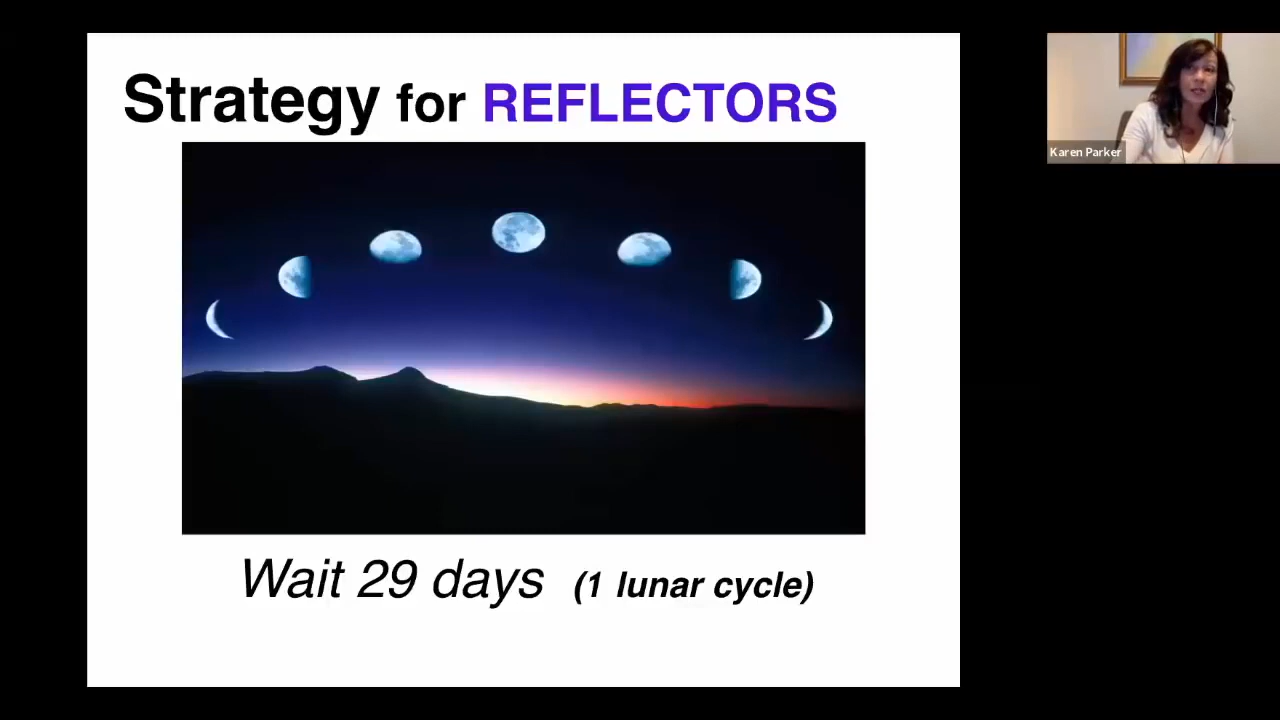 Strategy for REFLECTORS
Karen Parker
Wait 29 days (1 lunar cycle)